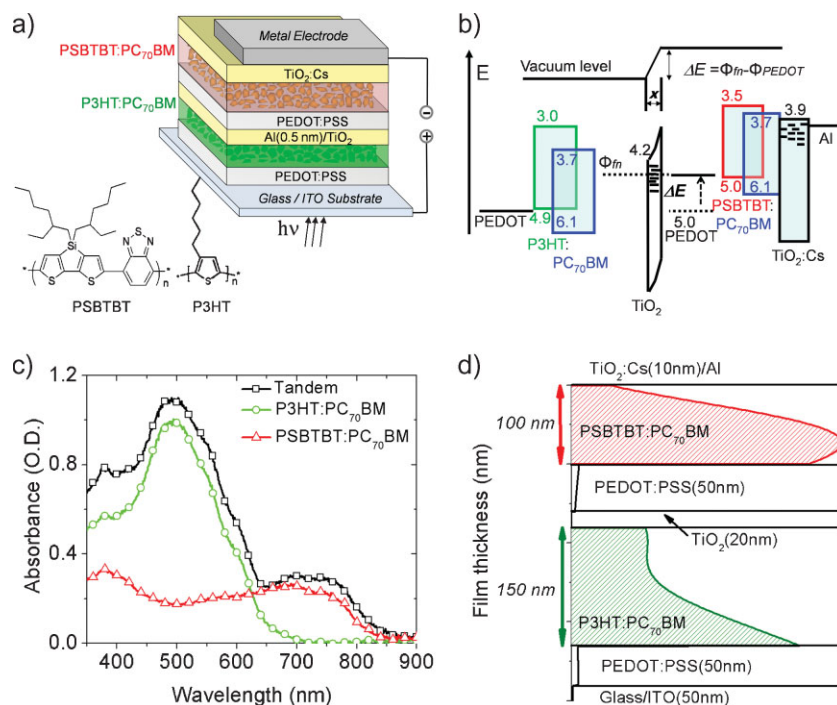 a)
PSBTBT:PC70BM
P3HT:PC70BM
Metal Electrode
TiO2:Cs
PEDOT:PSS
Al(0.5 nm)/TiO2
PEDOT:PSS
Glass / ITO Substrate
hν
Si
N
S
N
S
S
n
PSBTBT
S
n
P3HT
b)
E
Vacuum level
x
ΔE =Φfn-ΦPEDOT
3.0
3.7
4.9
6.1
PEDOT
P3HT:
PC70BM
Φfn
4.2
TiO2
ΔE
5.0
PEDOT
3.5
3.7
5.0
6.1
PSBTBT:
PC70BM
3.9
Al
TiO2:Cs
c)
Absorbance (O.D.)
1.2
0.8
0.4
0.0
Tandem
P3HT:PC70BM
PSBTBT:PC70BM
400 500 600 700 800 900
Wavelength (nm)
d)
Film thickness (nm)
TiO2:Cs(10nm)/Al
100 nm
PSBTBT:PC70BM
PEDOT:PSS(50nm)
TiO2(20nm)
150 nm
P3HT:PC70BM
PEDOT:PSS(50nm)
Glass/ITO(50nm)